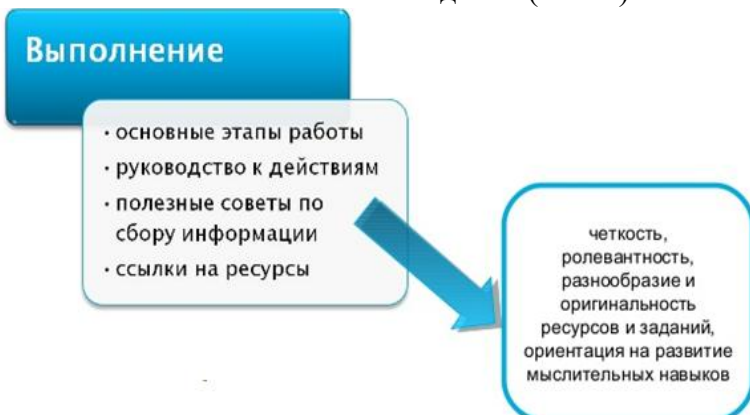 Выполнение
· основные этапы работы
· руководство к действиям
· полезные советы по
сбору информации
· ссылки на ресурсы
четкость,
ролевантность,
разнообразие и
оригинальность
ресурсов и заданий,
ориентация на развитие
мыслительных навыков